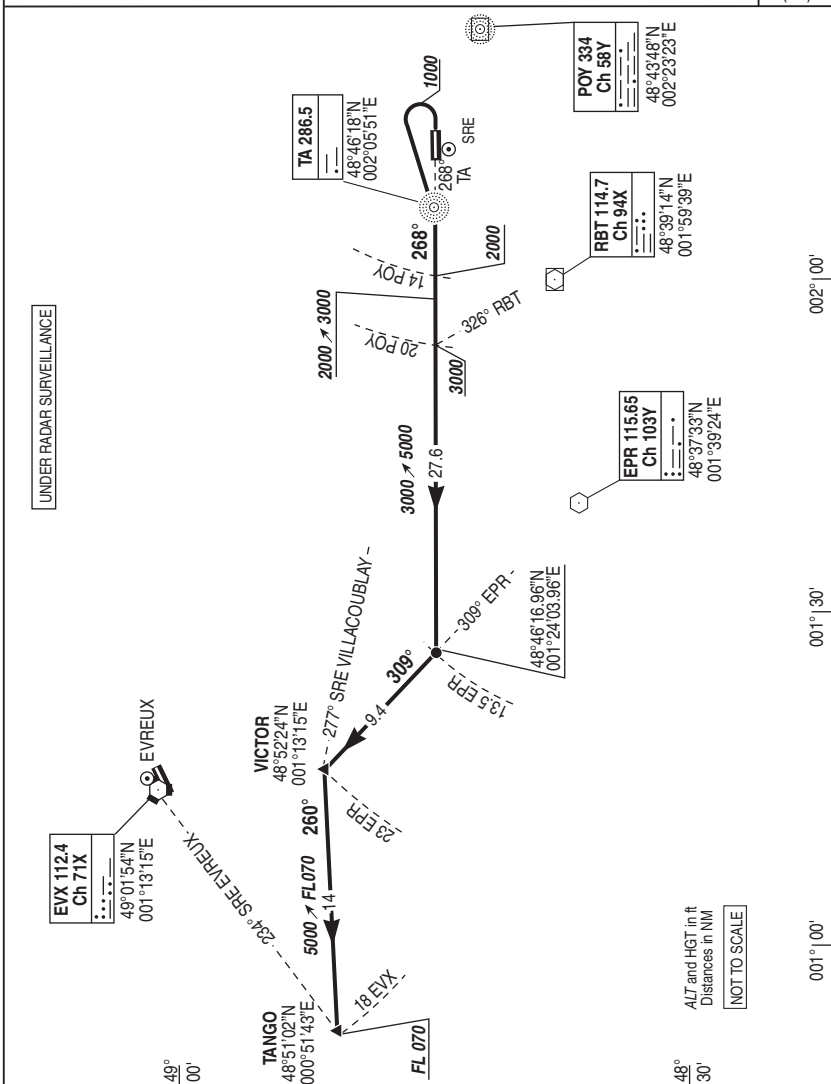 UNDER RADAR SURVEILLANCE
EVX 112.4
Ch 71X
49°01'54"N
001°13'15"E
EVREUX
234° SRE EVREUX
TANGO
48°51'02"N
000°51'43"E
18 EVX
FL 070
5000 ➚ FL070
14
260°
VICTOR
48°52'24"N
001°13'15"E
277° SRE VILLACOUBLAY
23 EPR
9.4
309°
13.5 EPR
309° EPR
48°46'16.96"N
001°24'03.96"E
3000 ➚ 5000
27.6
2000 ➚ 3000
20 POY
3000
326° RBT
14 POY
2000
268°
TA 286.5
48°46'18"N
002°05'51"E
268°
TA
SRE
1000
POY 334
Ch 58Y
48°43'48"N
002°23'23"E
RBT 114.7
Ch 94X
48°39'14"N
001°59'39"E
EPR 115.65
Ch 103Y
48°37'33"N
001°39'24"E
ALT and HGT in ft
Distances in NM
NOT TO SCALE
49°
00'
48°
30'
001° 00'
001° 30'
002° 00'